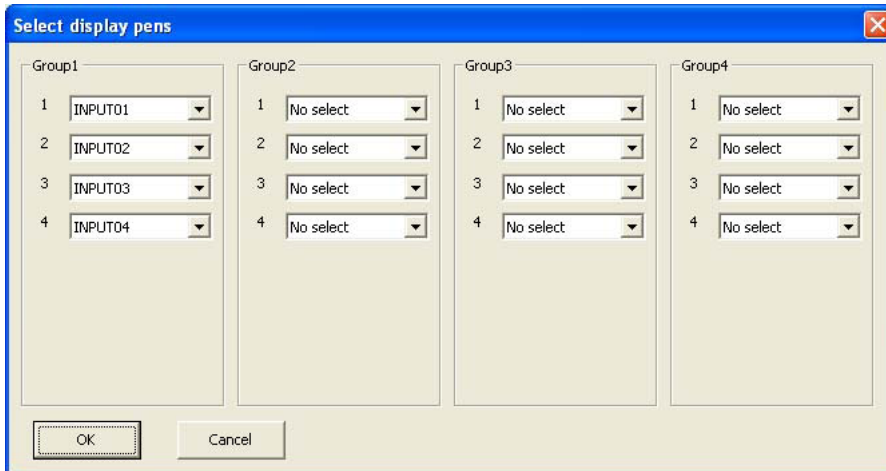 Select display pens
Group1 Group2 Group3 Group4
1 INPUT01 1 No select 1 No select 1 No select
2 INPUT02 2 No select 2 No select 2 No select
3 INPUT03 3 No select 3 No select 3 No select
4 INPUT04 4 No select 4 No select 4 No select
OK Cancel